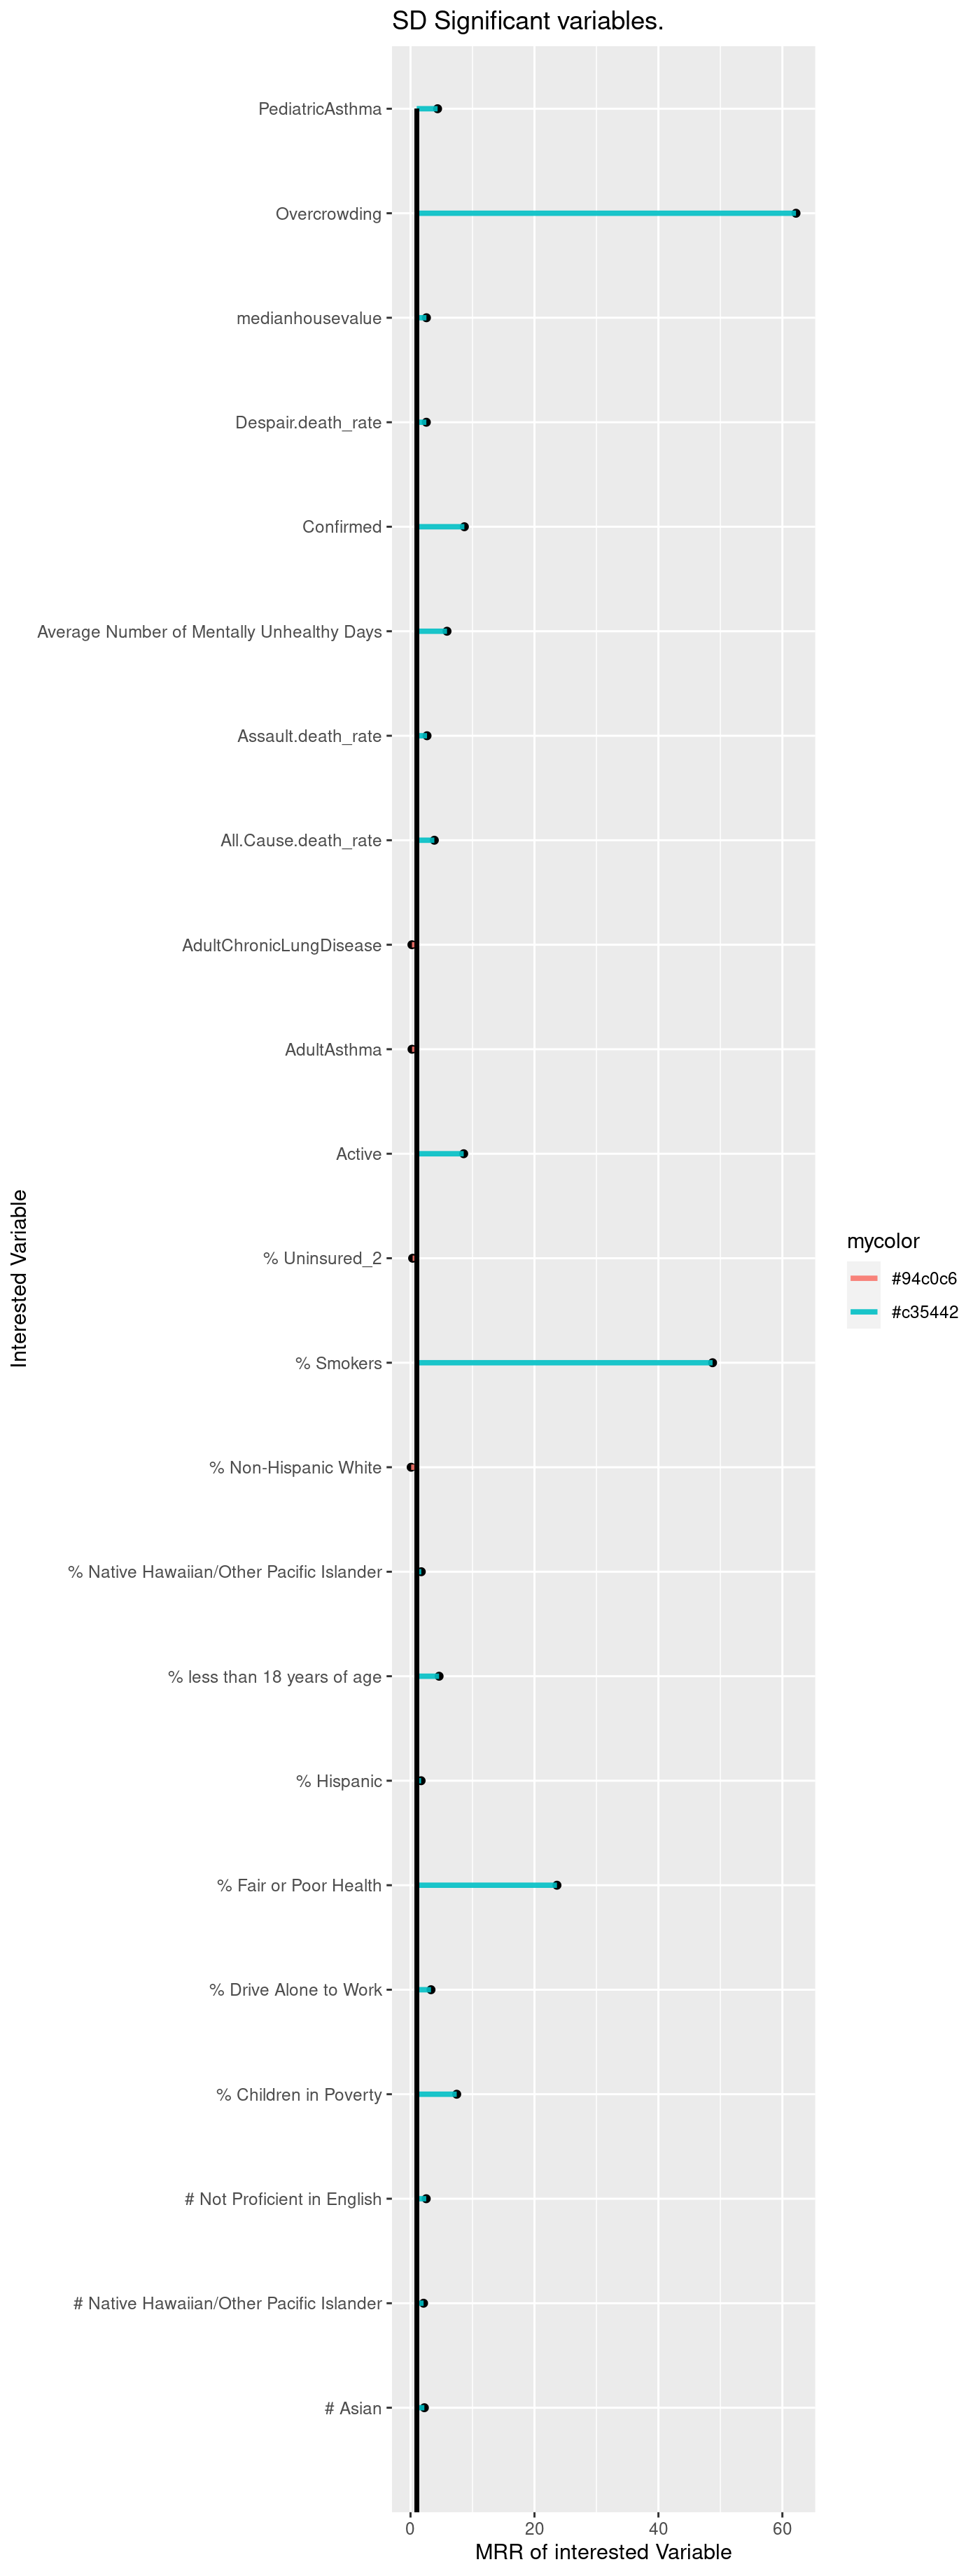 SD Significant variables.
PediatricAsthma
Overcrowding
medianhousevalue
Despair.death_rate
Confirmed
Average Number of Mentally Unhealthy Days
Assault.death_rate
All.Cause.death_rate
AdultChronicLungDisease
AdultAsthma
Active
% Uninsured_2
% Smokers
% Non-Hispanic White
% Native Hawaiian/Other Pacific Islander
% less than 18 years of age
% Hispanic
% Fair or Poor Health
% Drive Alone to Work
% Children in Poverty
# Not Proficient in English
# Native Hawaiian/Other Pacific Islander
# Asian
Interested Variable
0 20 40 60
MRR of interested Variable
mycolor
#94c0c6
#c35442